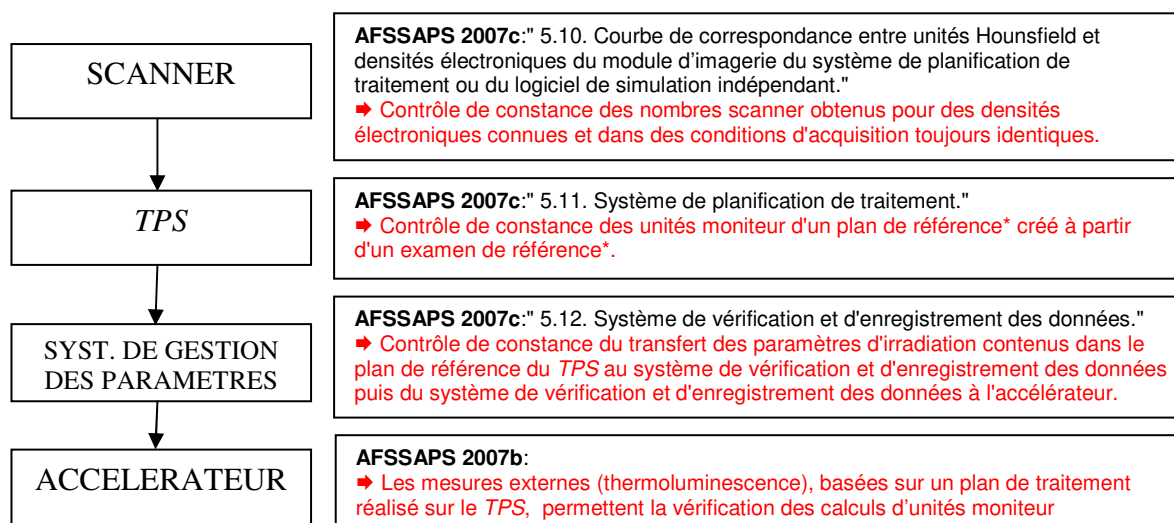 SCANNER
AFSSAPS 2007c:" 5.10. Courbe de correspondance entre unités Hounsfield et
densités électroniques du module d'imagerie du système de planification de
traitement ou du logiciel de simulation indépendant."
➨ Contrôle de constance des nombres scanner obtenus pour des densités
électroniques connues et dans des conditions d'acquisition toujours identiques.
TPS
AFSSAPS 2007c:" 5.11. Système de planification de traitement."
➨ Contrôle de constance des unités moniteur d'un plan de référence* créé à partir
d'un examen de référence*.
SYST. DE GESTION
DES PARAMETRES
AFSSAPS 2007c:" 5.12. Système de vérification et d'enregistrement des données."
➨ Contrôle de constance du transfert des paramètres d'irradiation contenus dans le
plan de référence du TPS au système de vérification et d'enregistrement des données
puis du système de vérification et d'enregistrement des données à l'accélérateur.
ACCELERATEUR
AFSSAPS 2007b:
➨ Les mesures externes (thermoluminescence), basées sur un plan de traitement
réalisé sur le TPS, permettent la vérification des calculs d'unités moniteur